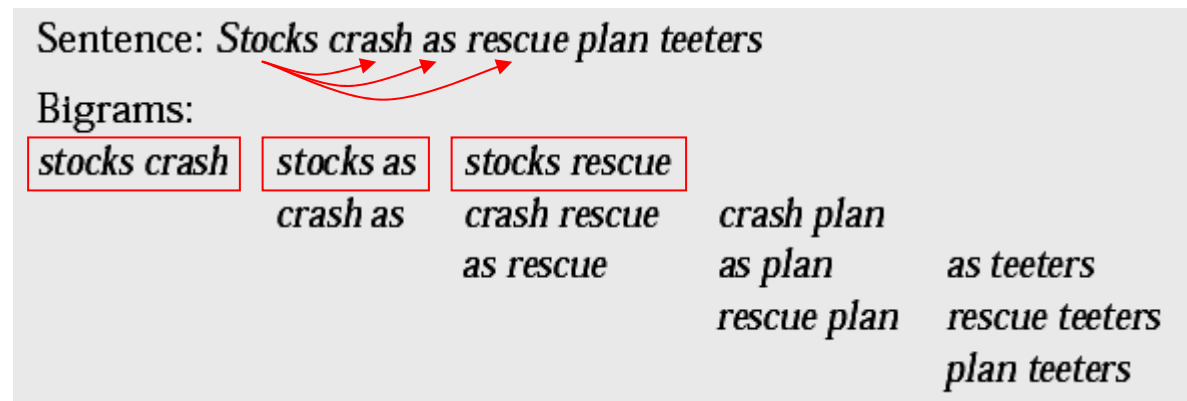 Sentence: Stocks crash as rescue plan teeters
Bigrams:
stocks crash stocks as stocks rescue
crash as crash rescue crash plan
as rescue as plan as teeters
rescue plan rescue teeters
plan teeters